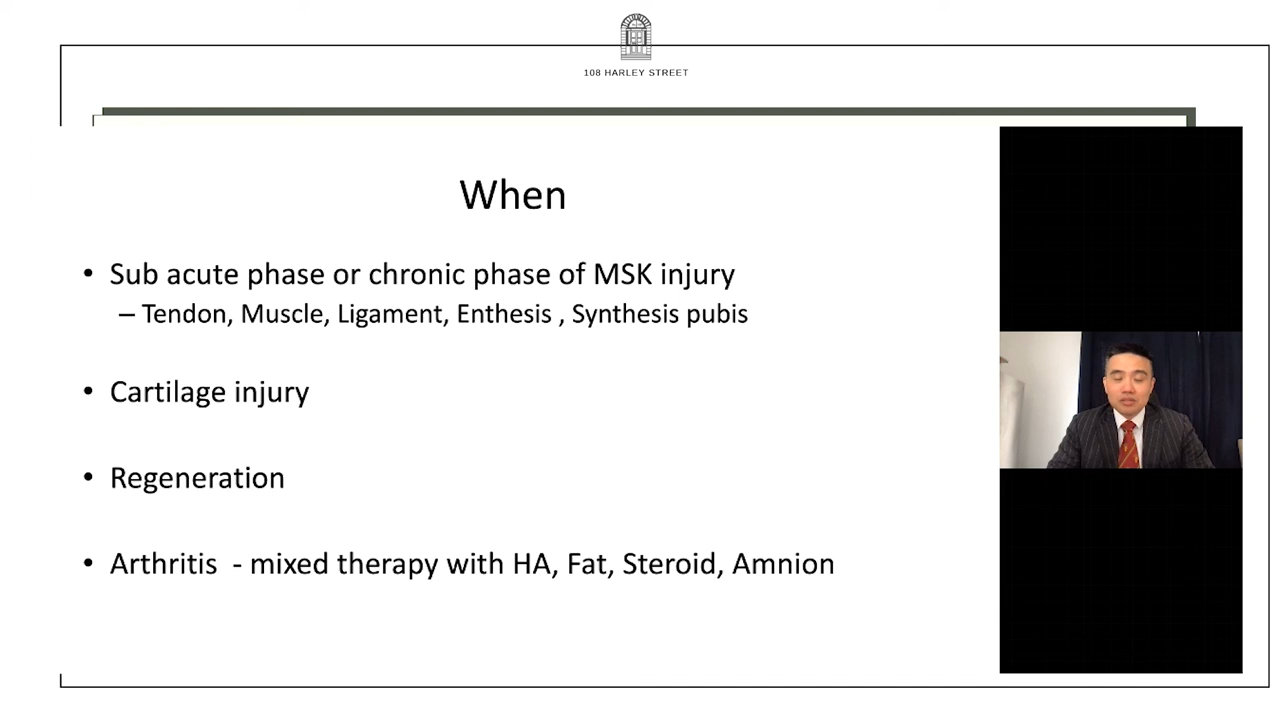 108 HARLEY STREET
When
• Sub acute phase or chronic phase of MSK injury
– Tendon, Muscle, Ligament, Enthesis , Synthesis pubis
• Cartilage injury
• Regeneration
• Arthritis - mixed therapy with HA, Fat, Steroid, Amnion